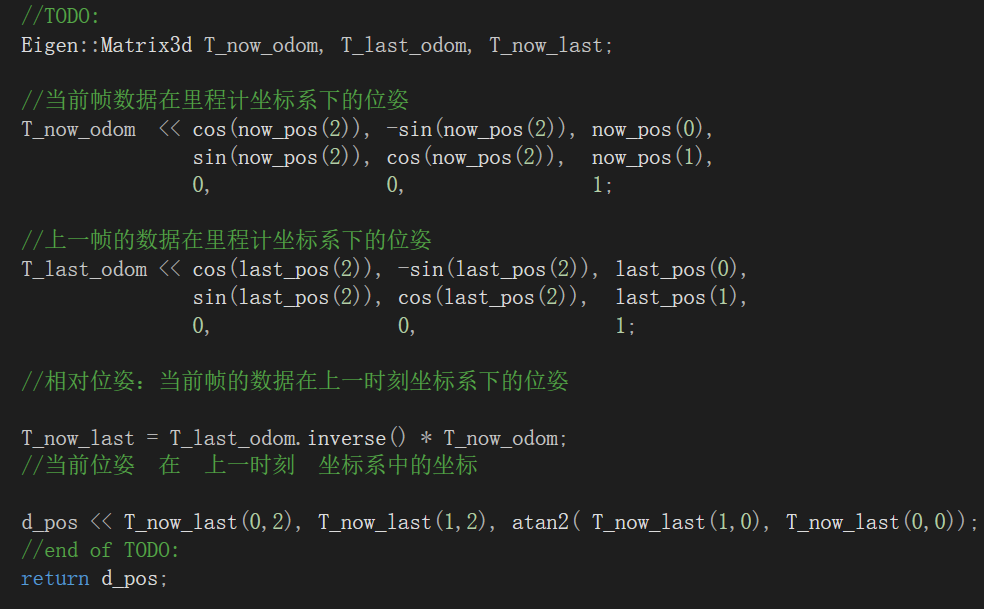 //TODO:
Eigen::Matrix3d T_now_odom, T_last_odom, T_now_last;
//当前帧数据在里程计坐标系下的位姿
T_now_odom  << cos(now_pos(2)), -sin(now_pos(2)), now_pos(0),
sin(now_pos(2)), cos(now_pos(2)),  now_pos(1),
0,               0,                1;
//上一帧的数据在里程计坐标系下的位姿
T_last_odom << cos(last_pos(2)), -sin(last_pos(2)), last_pos(0),
sin(last_pos(2)), cos(last_pos(2)),  last_pos(1),
0,                0,                 1;
//相对位姿：当前帧的数据在上一时刻坐标系下的位姿
T_now_last = T_last_odom.inverse() * T_now_odom;
//当前位姿  在  上一时刻  坐标系中的坐标
d_pos << T_now_last(0,2), T_now_last(1,2), atan2( T_now_last(1,0), T_now_last(0,0));
//end of TODO:
return d_pos;